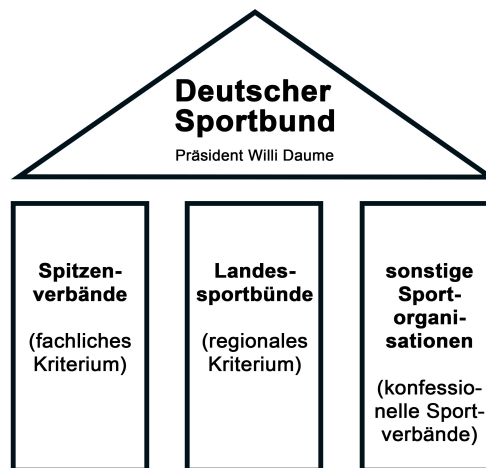 Deutscher
Sportbund
Präsident Willi Daume
Spitzen-
verbände
(fachliches
Kriterium)
Landes-
sportbünde
(regionales
Kriterium)
sonstige
Sport-
organi-
sationen
(konfessio-
nelle Sport-
verbände)